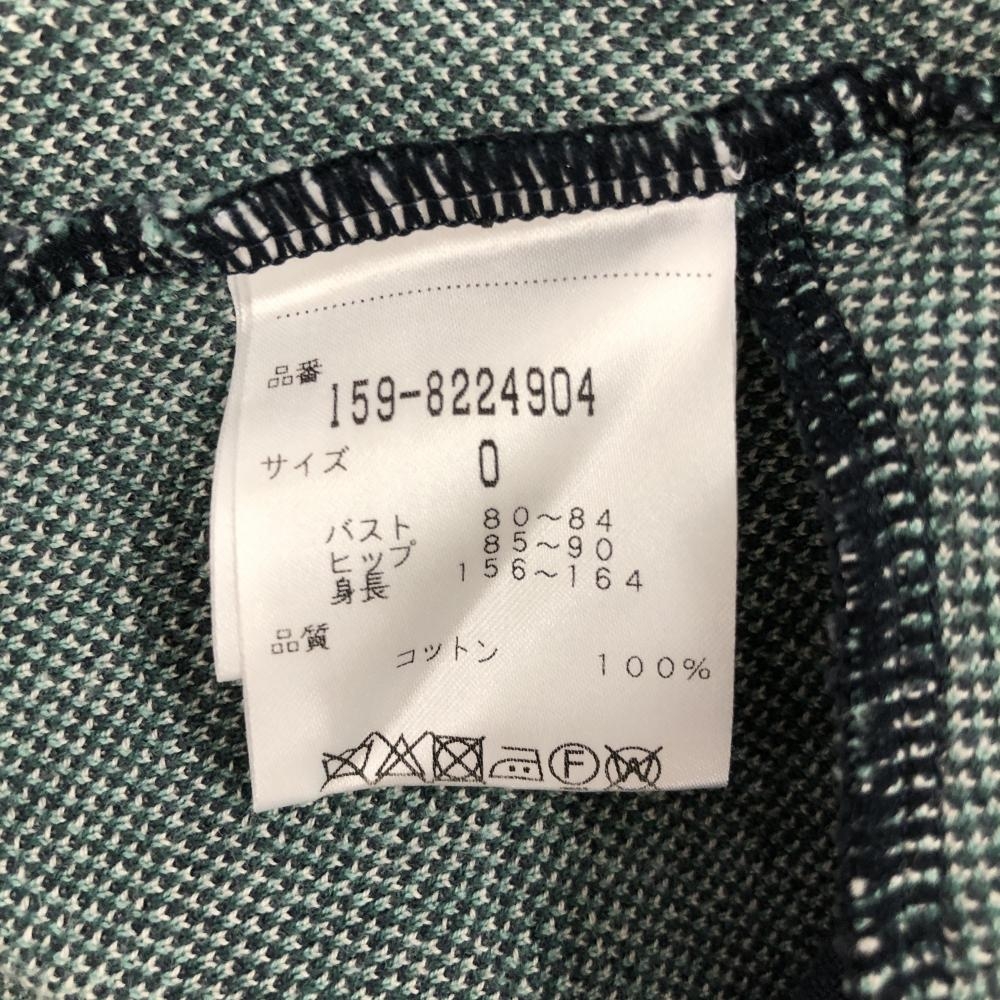 品番 159-8224904
サイズ 0
バスト 80〜84
ヒップ 85〜90
身長 156〜164
品質 コットン 100%
F W